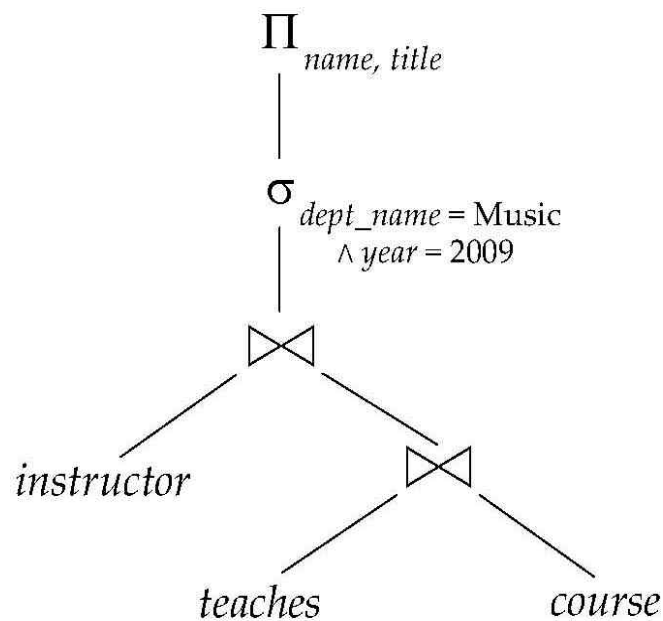 Π name, title
σ dept_name = Music
∧ year = 2009
⋈
instructor
⋈
teaches course